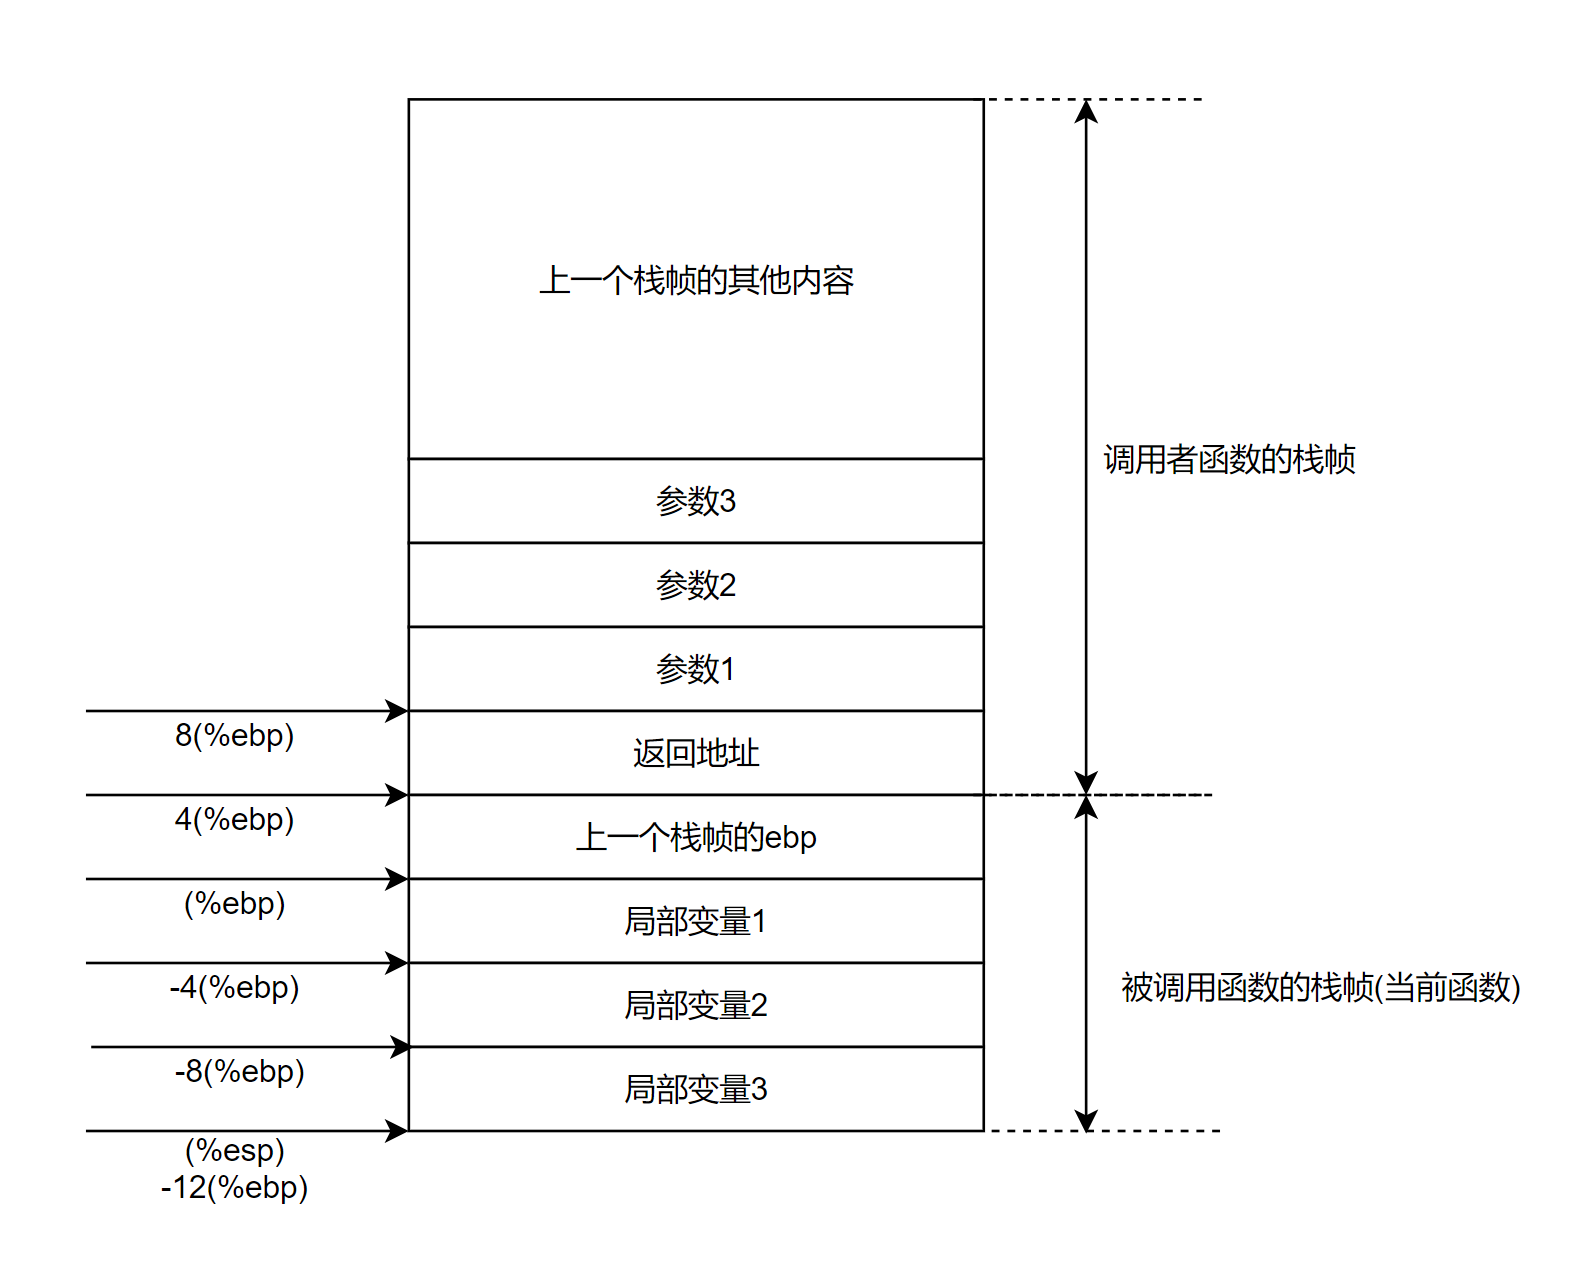 上一个栈帧的其他内容
调用者函数的栈帧
参数3
参数2
参数1
8(%ebp)
返回地址
4(%ebp)
上一个栈帧的ebp
(%ebp)
局部变量1
-4(%ebp)
局部变量2
被调用函数的栈帧(当前函数)
-8(%ebp)
局部变量3
(%esp)
-12(%ebp)